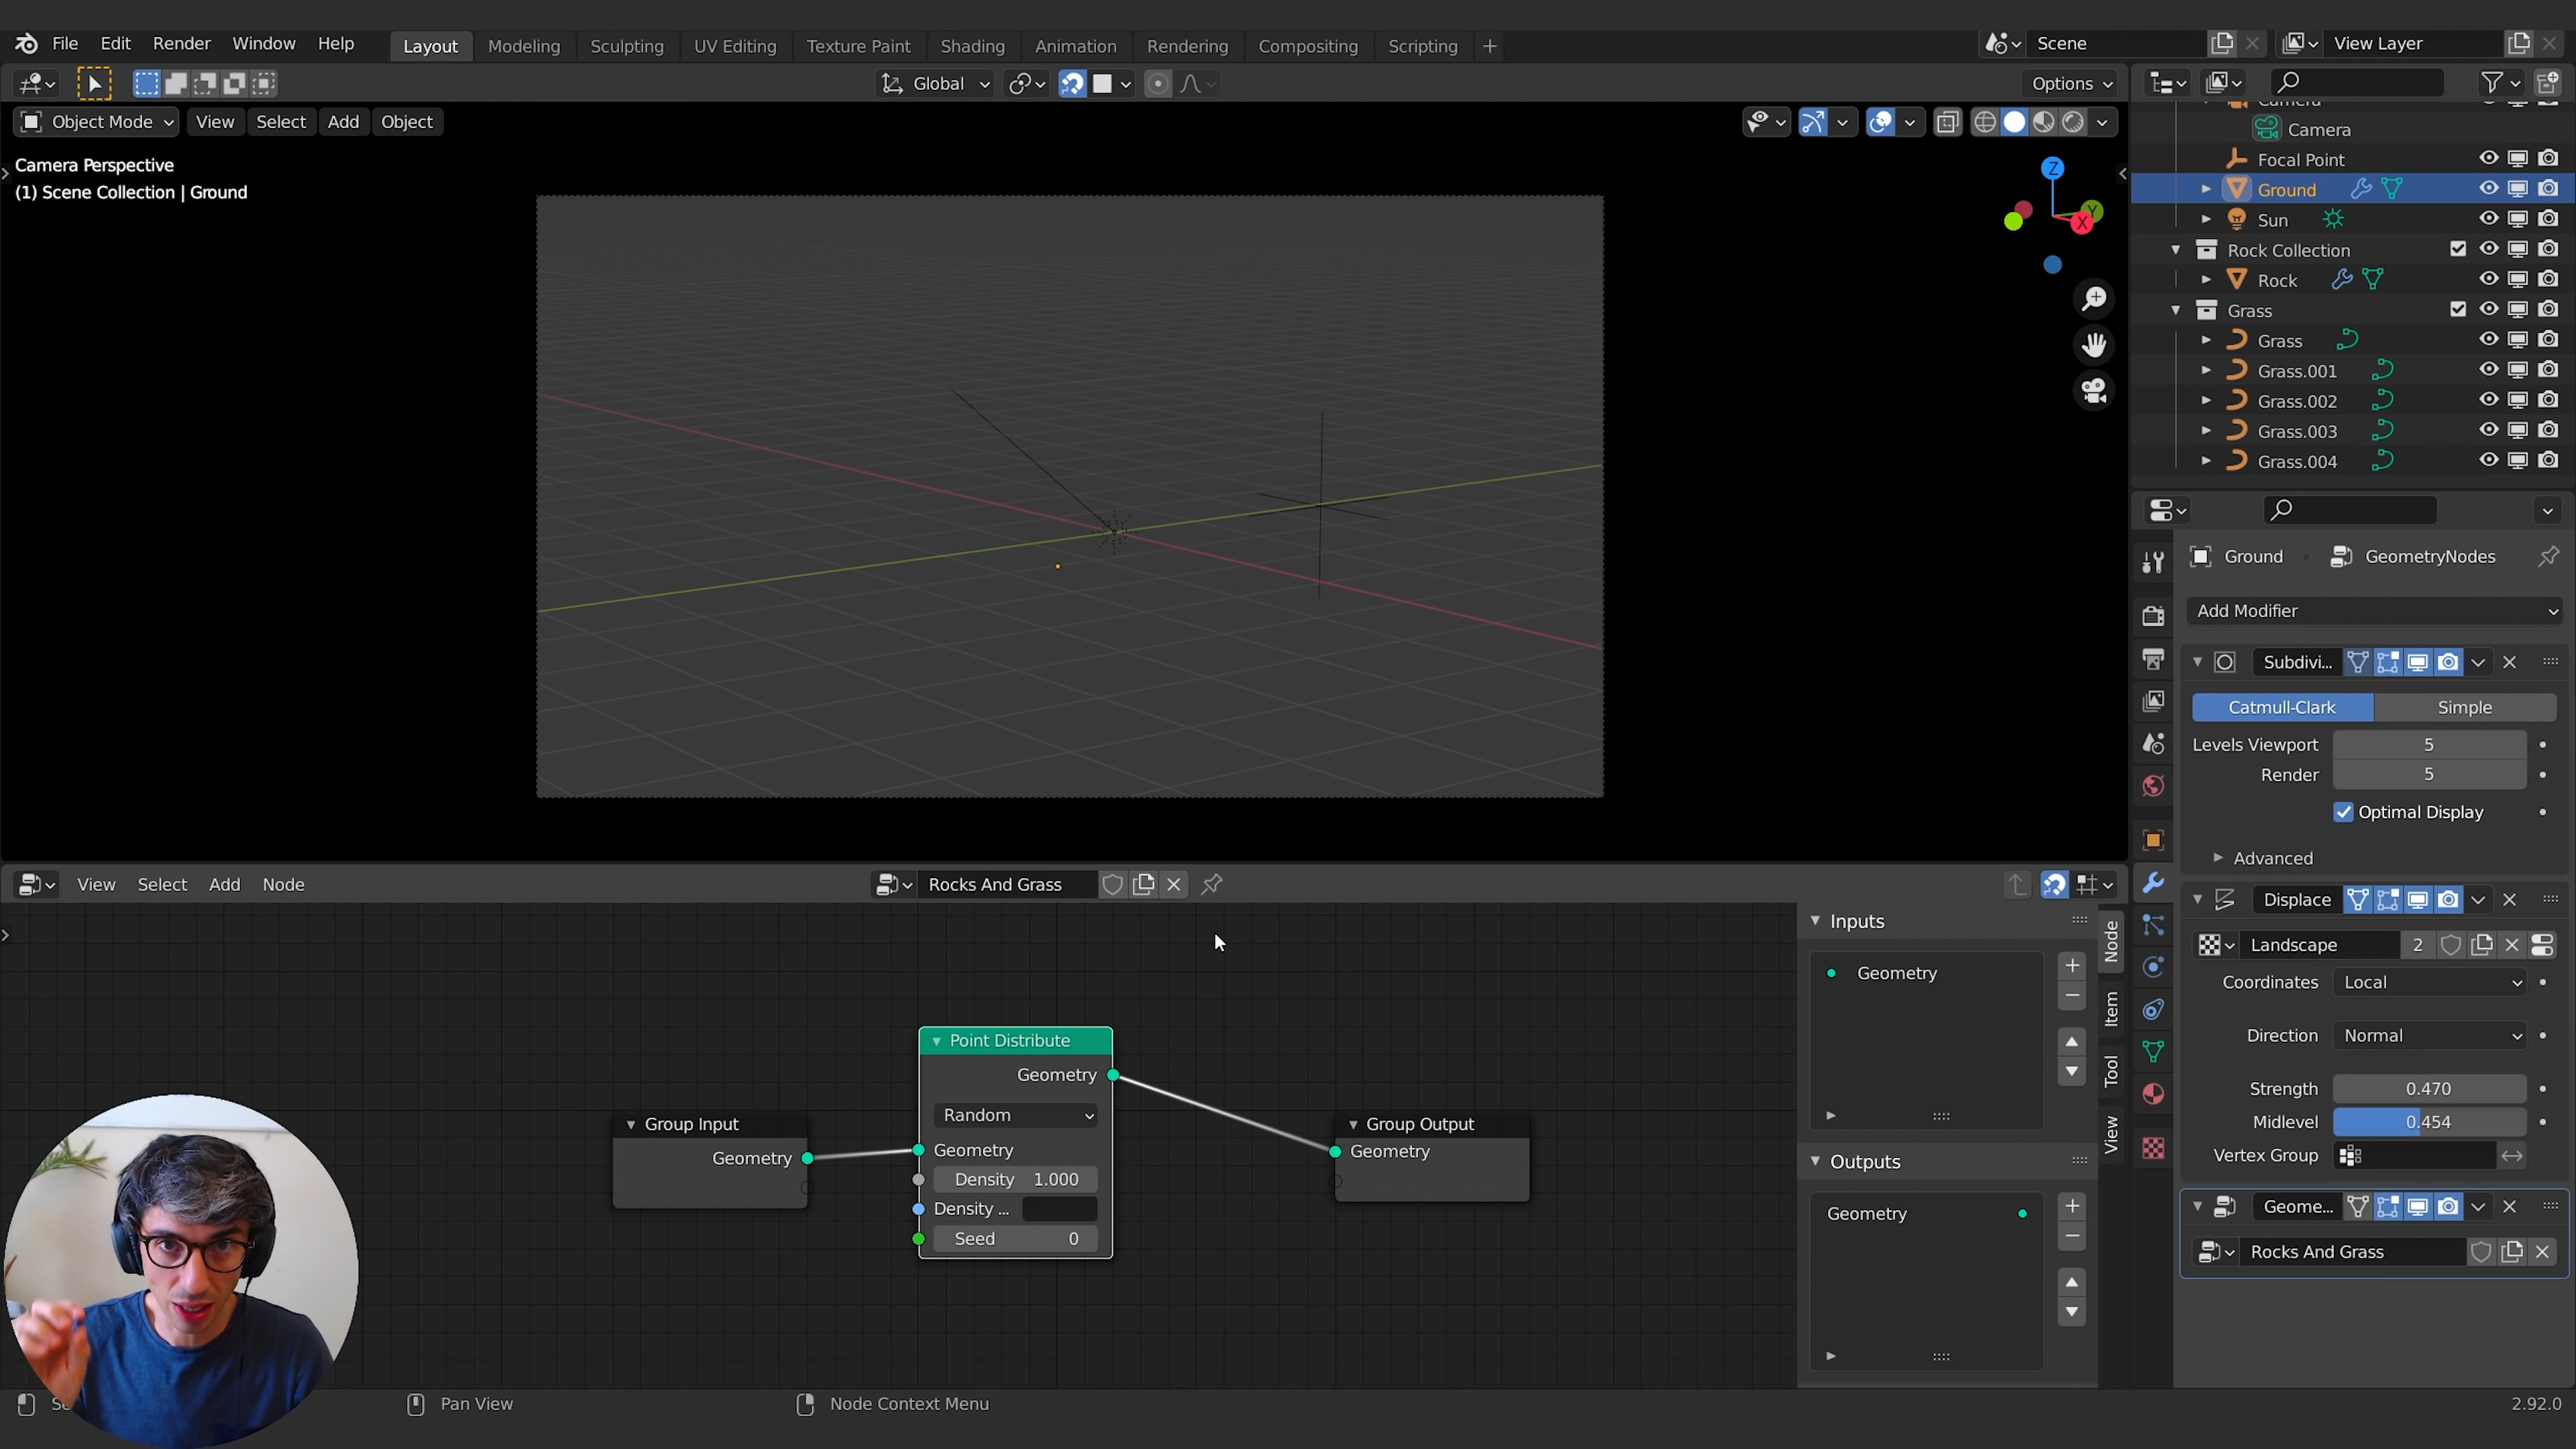 File Edit Render Window Help Layout Modeling Sculpting UV Editing Texture Paint Shading Animation Rendering Compositing Scripting + Scene View Layer
Global Options
Object Mode View Select Add Object
Camera Perspective
(1) Scene Collection | Ground
Z
Y
X
Camera
Camera
Focal Point
Ground
Sun
Rock Collection
Rock
Grass
Grass
Grass.001
Grass.002
Grass.003
Grass.004
Ground GeometryNodes
Add Modifier
Subdivi...
Catmull-Clark Simple
Levels Viewport 5
Render 5
Optimal Display
Advanced
Displace
Landscape 2
Coordinates Local
Direction Normal
Strength 0.470
Midlevel 0.454
Vertex Group
Geome...
Rocks And Grass
View Select Add Node Rocks And Grass
Group Input
Geometry
Point Distribute
Geometry
Random
Geometry
Density 1.000
Density ...
Seed 0
Group Output
Geometry
Inputs
Geometry
Outputs
Geometry
Node
Item
Tool
View
Pan View Node Context Menu 2.92.0